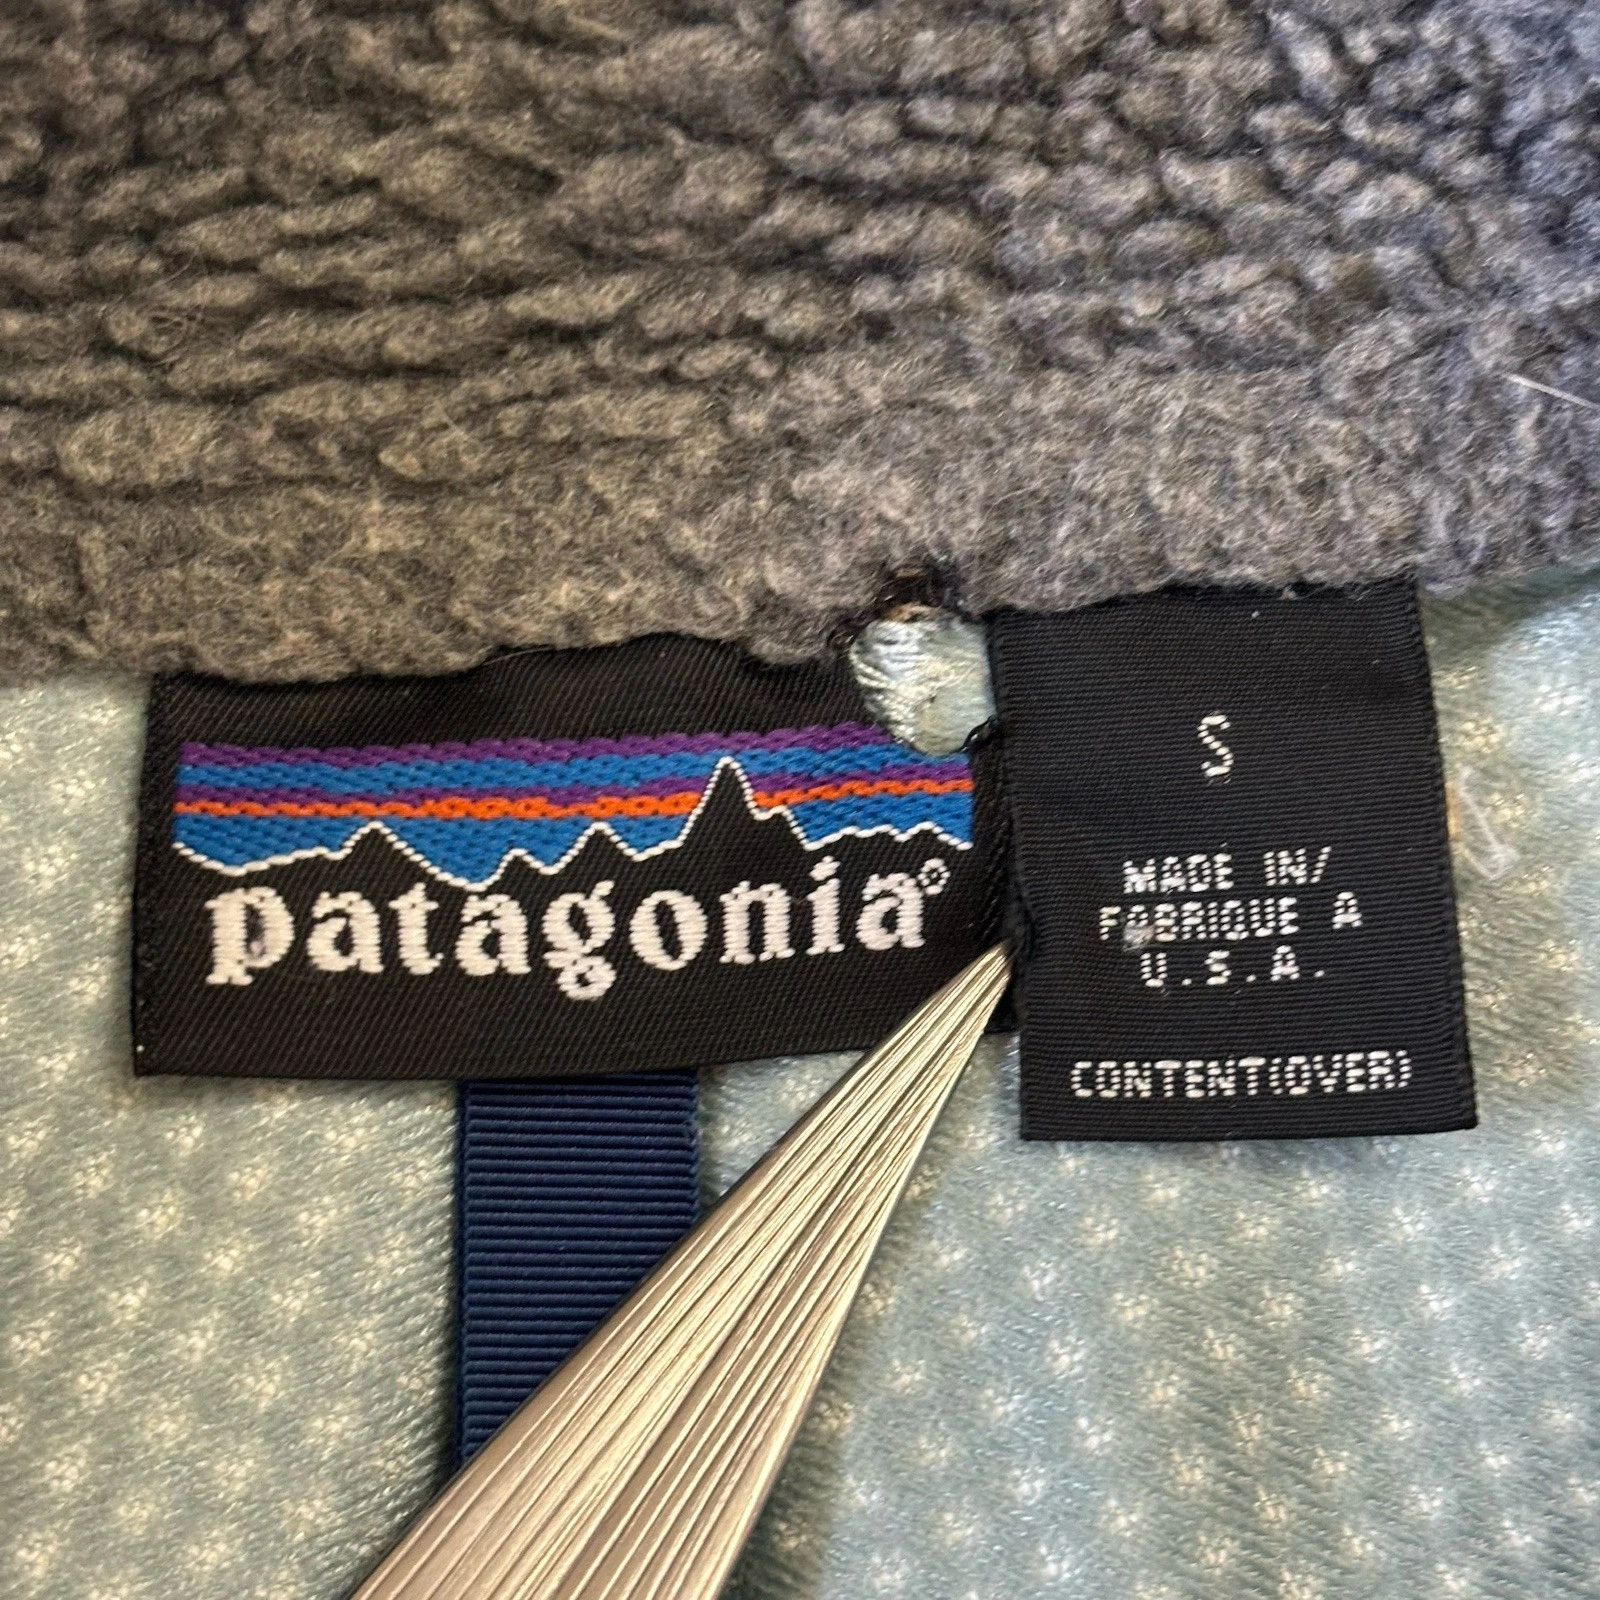 patagonia®
S
MADE IN/
FABRIQUE A
U.S.A.
CONTENT(OVER)